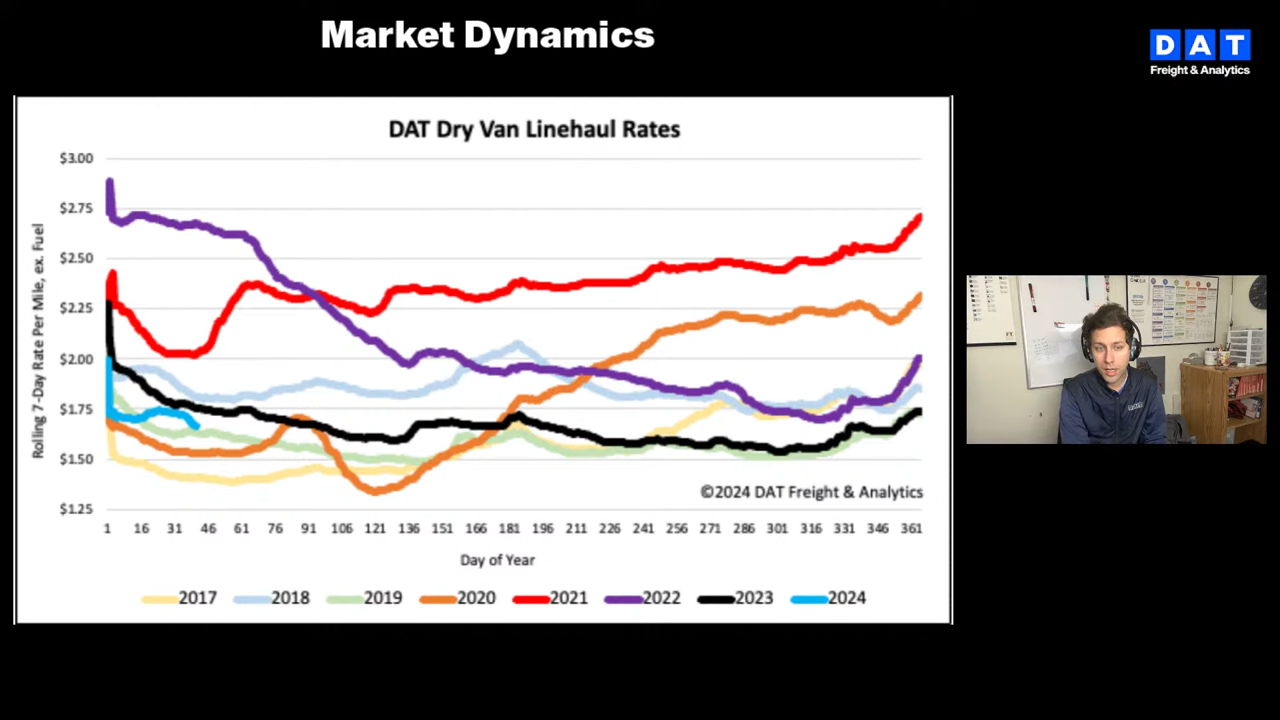 Market Dynamics
DAT
Freight & Analytics
DAT Dry Van Linehaul Rates
Rolling 7-Day Rate Per Mile, ex. Fuel
$3.00
$2.75
$2.50
$2.25
$2.00
$1.75
$1.50
$1.25
©2024 DAT Freight & Analytics
1 16 31 46 61 76 91 106 121 136 151 166 181 196 211 226 241 256 271 286 301 316 331 346 361
Day of Year
2017 2018 2019 2020 2021 2022 2023 2024
DAT